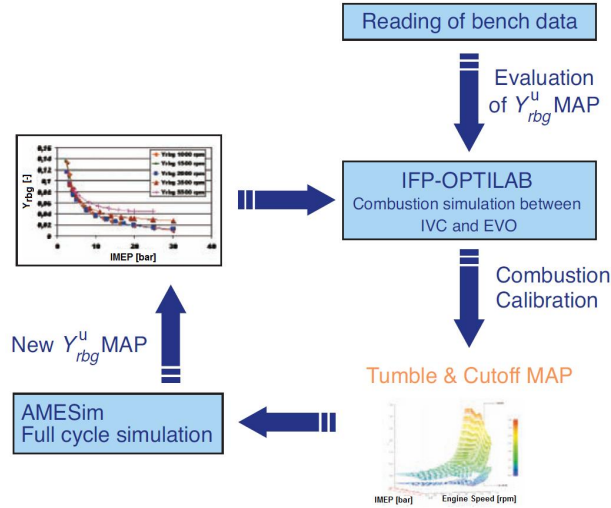 Reading of bench data
Evaluation
of Y^u_rbg MAP
IFP-OPTILAB
Combustion simulation between
IVC and EVO
Combustion
Calibration
Tumble & Cutoff MAP
IMEP [bar]
Engine Speed [rpm]
AMESim
Full cycle simulation
New Y^u_rbg MAP
Yrbg [-]
0,16
0,14
0,12
0,1
0,08
0,06
0,04
0,02
0
0 10 20 30 40
IMEP [bar]
Yrbg 1000 rpm
Yrbg 1500 rpm
Yrbg 2000 rpm
Yrbg 3500 rpm
Yrbg 5500 rpm